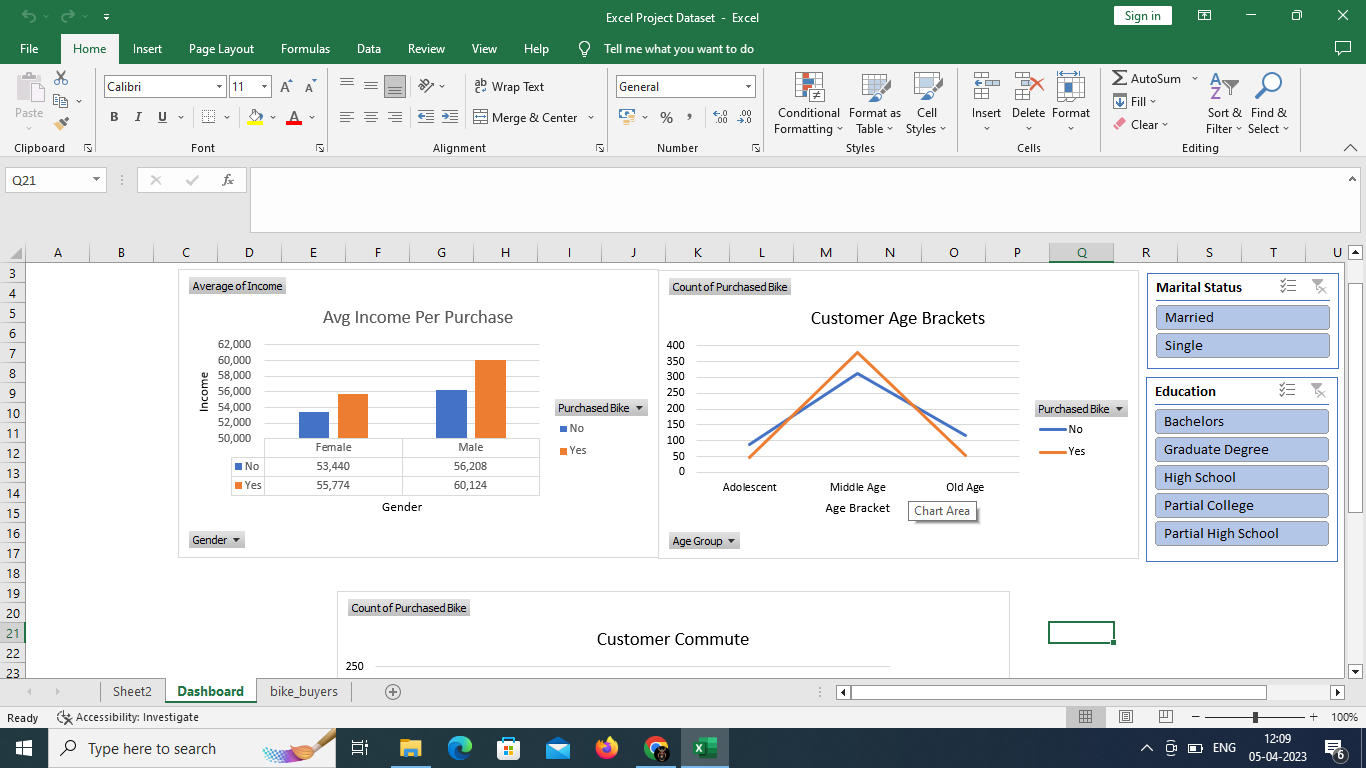 Excel Project Dataset - Excel
Sign in
File Home Insert Page Layout Formulas Data Review View Help Tell me what you want to do
Paste
Calibri 11
B I U A
ab Wrap Text
Merge & Center
General
% ,
Conditional Formatting
Format as Table
Cell Styles
Insert Delete Format
AutoSum
Fill
Clear
Sort & Filter
Find & Select
Clipboard Font Alignment Number Styles Cells Editing
Q21 fx
A B C D E F G H I J K L M N O P Q R S T U
3
4
5
6
7
8
9
10
11
12
13
14
15
16
17
18
19
20
21
22
23
Average of Income
Avg Income Per Purchase
Income
62,000
60,000
58,000
56,000
54,000
52,000
50,000
Female Male
No 53,440 56,208
Yes 55,774 60,124
Gender
Purchased Bike
No
Yes
Gender
Count of Purchased Bike
Customer Age Brackets
400
350
300
250
200
150
100
50
0
Adolescent Middle Age Old Age
Age Bracket
Chart Area
Purchased Bike
No
Yes
Age Group
Marital Status
Married
Single
Education
Bachelors
Graduate Degree
High School
Partial College
Partial High School
Count of Purchased Bike
Customer Commute
250
Sheet2 Dashboard bike_buyers
Ready Accessibility: Investigate 100%
Type here to search
ENG
12:09
05-04-2023
6